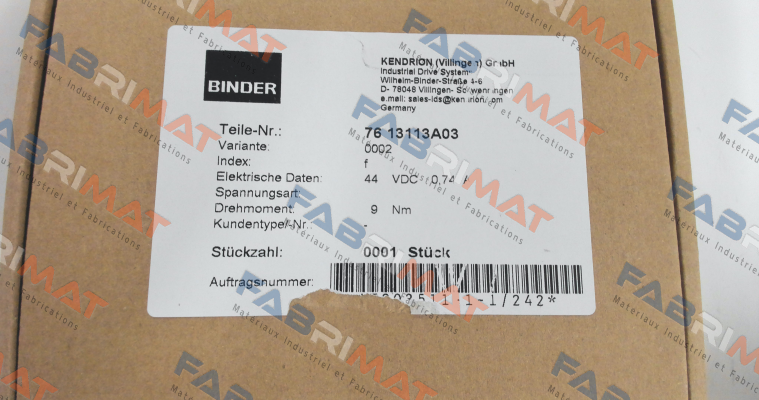 BINDER
KENDRION (Villingen) GmbH
Industrial Drive Systems
Wilhelm-Binder-Straße 4-6
D- 78048 Villingen- Schwenningen
e.mail: sales-ids@kendrion.com
Germany
Teile-Nr.: 76 13113A03
Variante: 0002
Index: f
Elektrische Daten: 44 VDC 0,74 A
Spannungsart:
Drehmoment: 9 Nm
Kundentype/-Nr.: -
Stückzahl: 0001 Stück
Auftragsnummer:
FABRIMAT
Matériaux Industriel et Fabrications